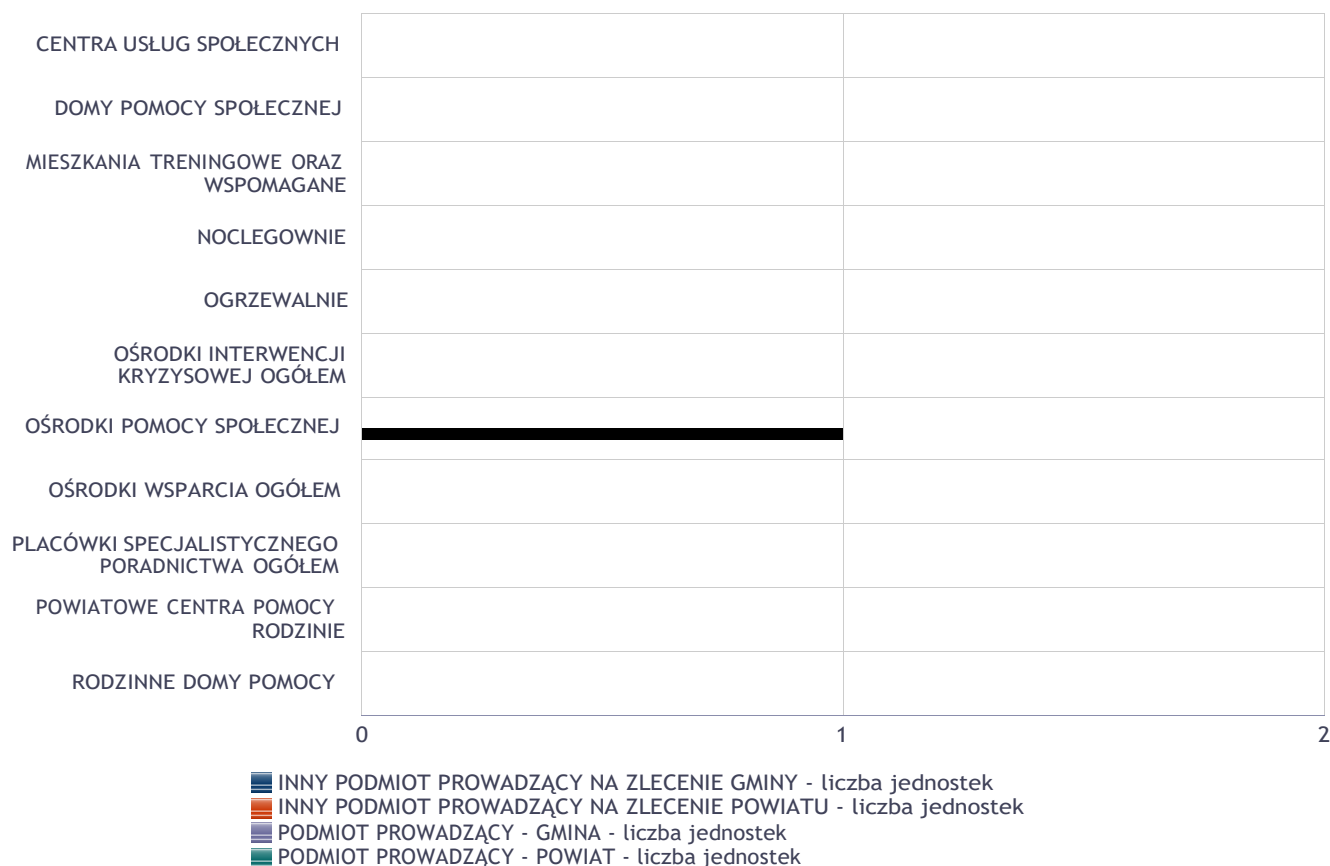 CENTRA USŁUG SPOŁECZNYCH
DOMY POMOCY SPOŁECZNEJ
MIESZKANIA TRENINGOWE ORAZ
WSPOMAGANE
NOCLEGOWNIE
OGRZEWALNIE
OŚRODKI INTERWENCJI
KRYZYSOWEJ OGÓŁEM
OŚRODKI POMOCY SPOŁECZNEJ
OŚRODKI WSPARCIA OGÓŁEM
PLACÓWKI SPECJALISTYCZNEGO
PORADNICTWA OGÓŁEM
POWIATOWE CENTRA POMOCY
RODZINIE
RODZINNE DOMY POMOCY
0 1 2
INNY PODMIOT PROWADZĄCY NA ZLECENIE GMINY - liczba jednostek
INNY PODMIOT PROWADZĄCY NA ZLECENIE POWIATU - liczba jednostek
PODMIOT PROWADZĄCY - GMINA - liczba jednostek
PODMIOT PROWADZĄCY - POWIAT - liczba jednostek